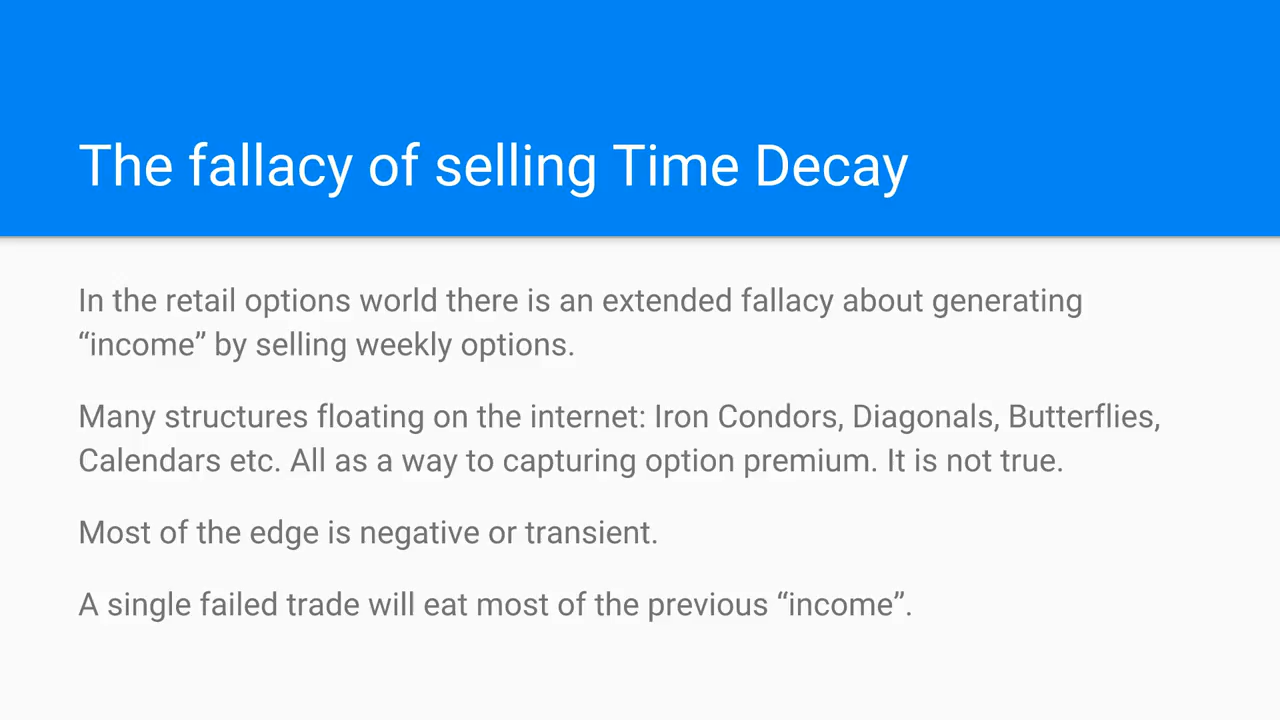 The fallacy of selling Time Decay
In the retail options world there is an extended fallacy about generating
“income” by selling weekly options.
Many structures floating on the internet: Iron Condors, Diagonals, Butterflies,
Calendars etc. All as a way to capturing option premium. It is not true.
Most of the edge is negative or transient.
A single failed trade will eat most of the previous “income”.